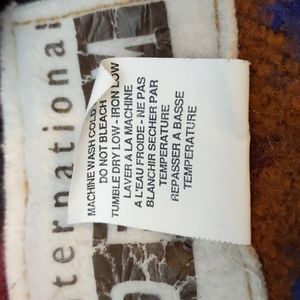 MACHINE WASH COLD
DO NOT BLEACH
TUMBLE DRY LOW - IRON LOW
LAVER A LA MACHINE
A L'EAU FROIDE - NE PAS
BLANCHIR SECHER PAR
TEMPERATURE
REPASSER A BASSE
TEMPERATURE